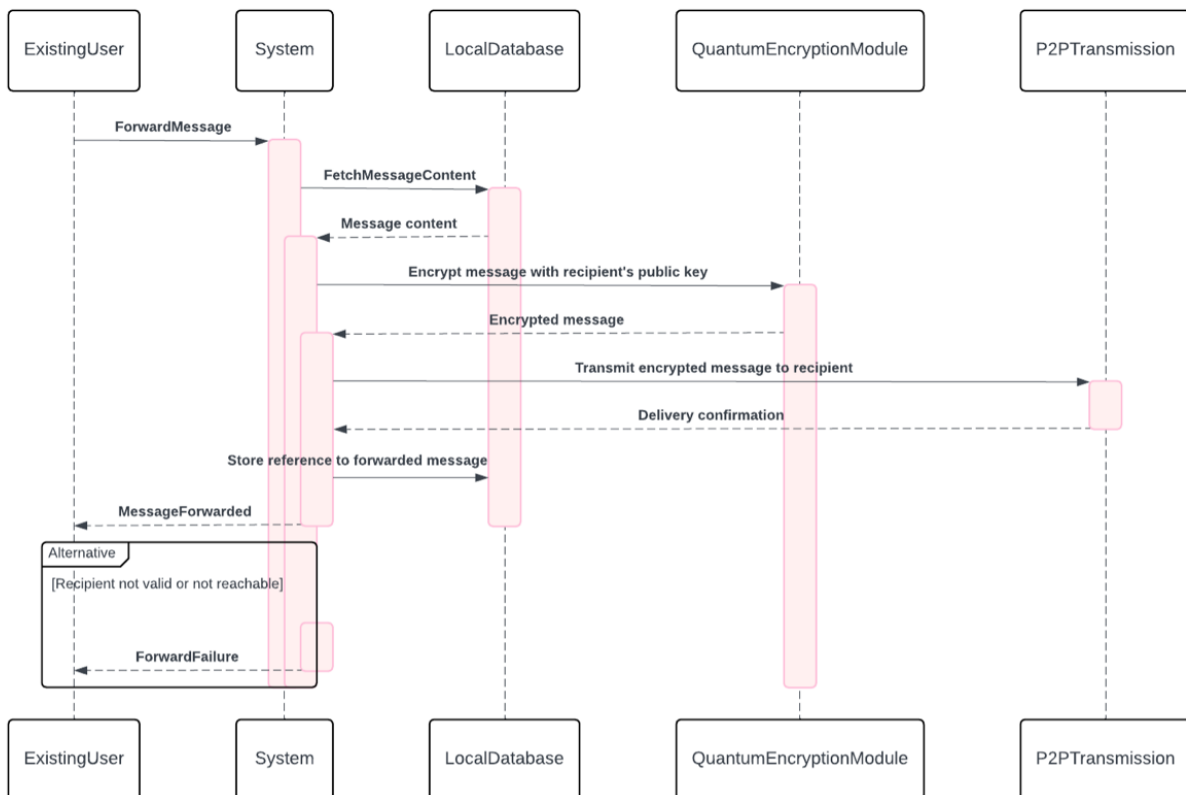 ExistingUser
System
LocalDatabase
QuantumEncryptionModule
P2PTransmission
ForwardMessage
FetchMessageContent
Message content
Encrypt message with recipient's public key
Encrypted message
Transmit encrypted message to recipient
Delivery confirmation
Store reference to forwarded message
MessageForwarded
Alternative
[Recipient not valid or not reachable]
ForwardFailure
ExistingUser
System
LocalDatabase
QuantumEncryptionModule
P2PTransmission